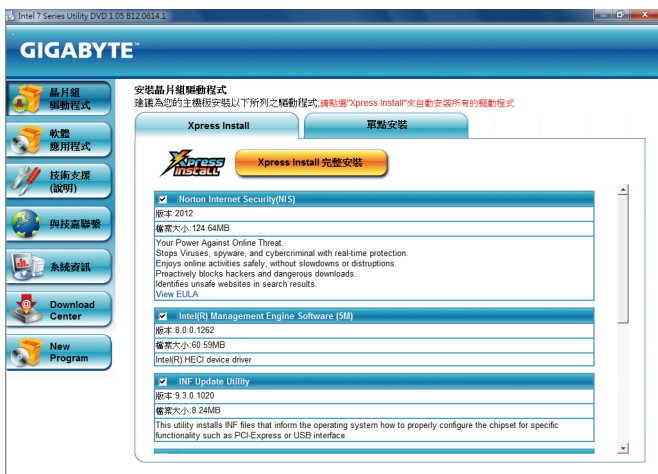 Intel 7 Series Utility DVD 1.05 B12.0614.1
GIGABYTE™
晶片組
驅動程式
軟體
應用程式
技術支援
(說明)
與技嘉聯繫
系統資訊
Download
Center
New
Program
安裝晶片組驅動程式
建議為您的主機板安裝以下所列之驅動程式;請點選"Xpress Install"來自動安裝所有的驅動程式
Xpress Install
單點安裝
Xpress
INSTALL
Xpress Install 完整安裝
Norton Internet Security(NIS)
版本:2012
檔案大小:124.64MB
Your Power Against Online Threat.
Stops Viruses, spyware, and cybercriminal with real-time protection.
Enjoys online activities safely, without slowdowns or distruptions.
Proactively blocks hackers and dangerous downloads.
Identifies unsafe websites in search results.
View EULA
Intel(R) Management Engine Software (5M)
版本:8.0.0.1262
檔案大小:60.59MB
Intel(R) HECI device driver
INF Update Utility
版本:9.3.0.1020
檔案大小:8.24MB
This utility installs INF files that inform the operating system how to properly configure the chipset for specific
functionality such as PCI-Express or USB interface.